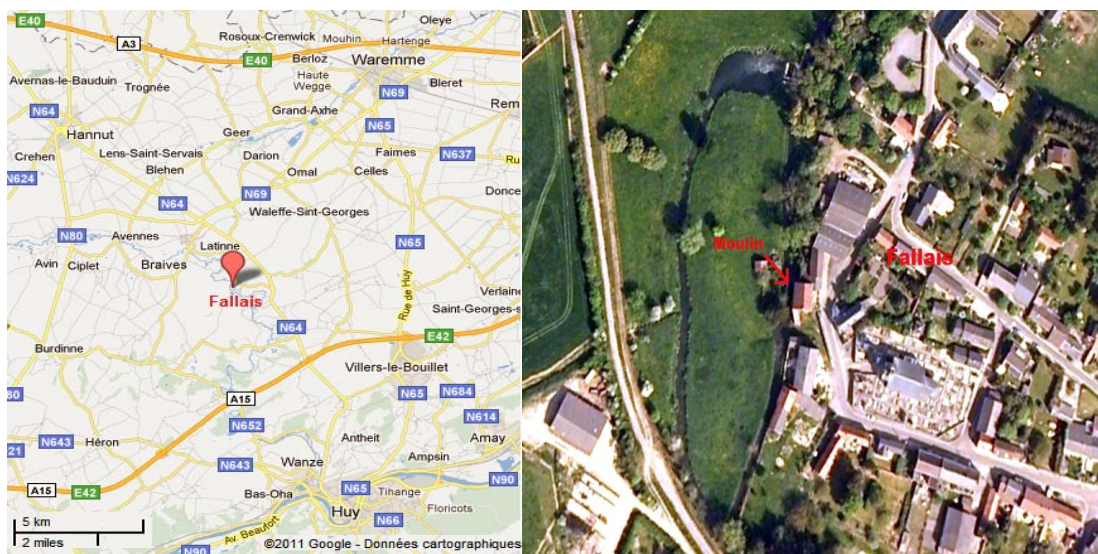 E40
Oleye
A3
Rosoux-Crenwick
Mouhin
Hartenge
E40
Berloz
Waremme
Avernas-le-Bauduin
Trognée
Haute
Wegge
Bleret
N69
N64
Grand-Axhe
Rem
Hannut
Geer
N65
Crehen
Lens-Saint-Servais
Darion
Faimes
N637
Ru
Blehen
Omal
Celles
N624
N69
Donce
N64
Waleffe-Sint-Georges
N80
Avennes
Latinne
N65
Avin
Ciplet
Braives
Fallais
Verlaine
Rue de Huy
Saint-Georges-s
N64
E42
Burdinne
Villers-le-Bouillet
80
A15
N65
N684
N652
N614
N643
Héron
Antheit
Amay
21
N643
Wanze
Ampsin
N90
A15
E42
Bas-Oha
N65
Tihange
5 km
Huy
N66
Floricots
2 miles
Av. Beaufort
N90
©2011 Google - Données cartographiques
Moulin
Fallais